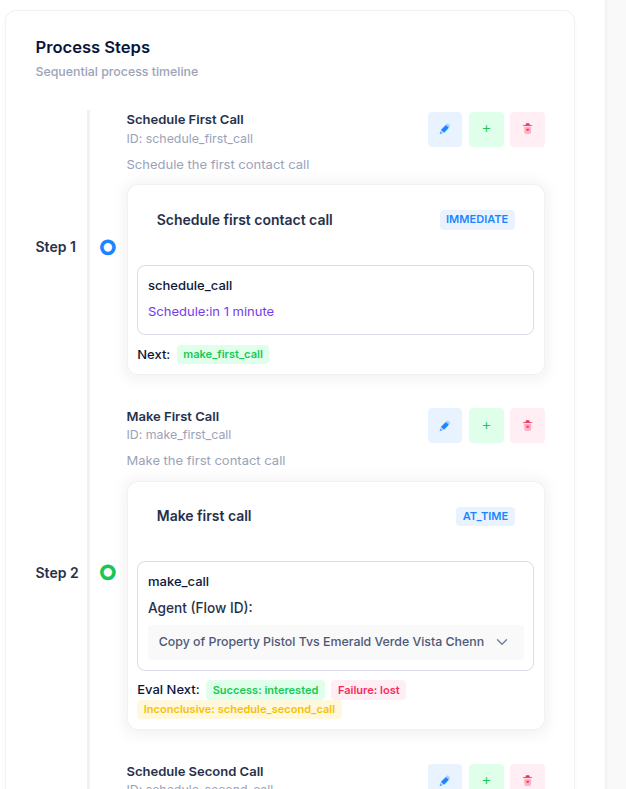 Process Steps
Sequential process timeline
Schedule First Call
ID: schedule_first_call
+
Schedule the first contact call
Schedule first contact call
IMMEDIATE
Step 1
schedule_call
Schedule:in 1 minute
Next: make_first_call
Make First Call
ID: make_first_call
+
Make the first contact call
Make first call
AT_TIME
Step 2
make_call
Agent (Flow ID):
Copy of Property Pistol Tvs Emerald Verde Vista Chenn
Eval Next: Success: interested Failure: lost
Inconclusive: schedule_second_call
Schedule Second Call
+
ID: schedule_second_call